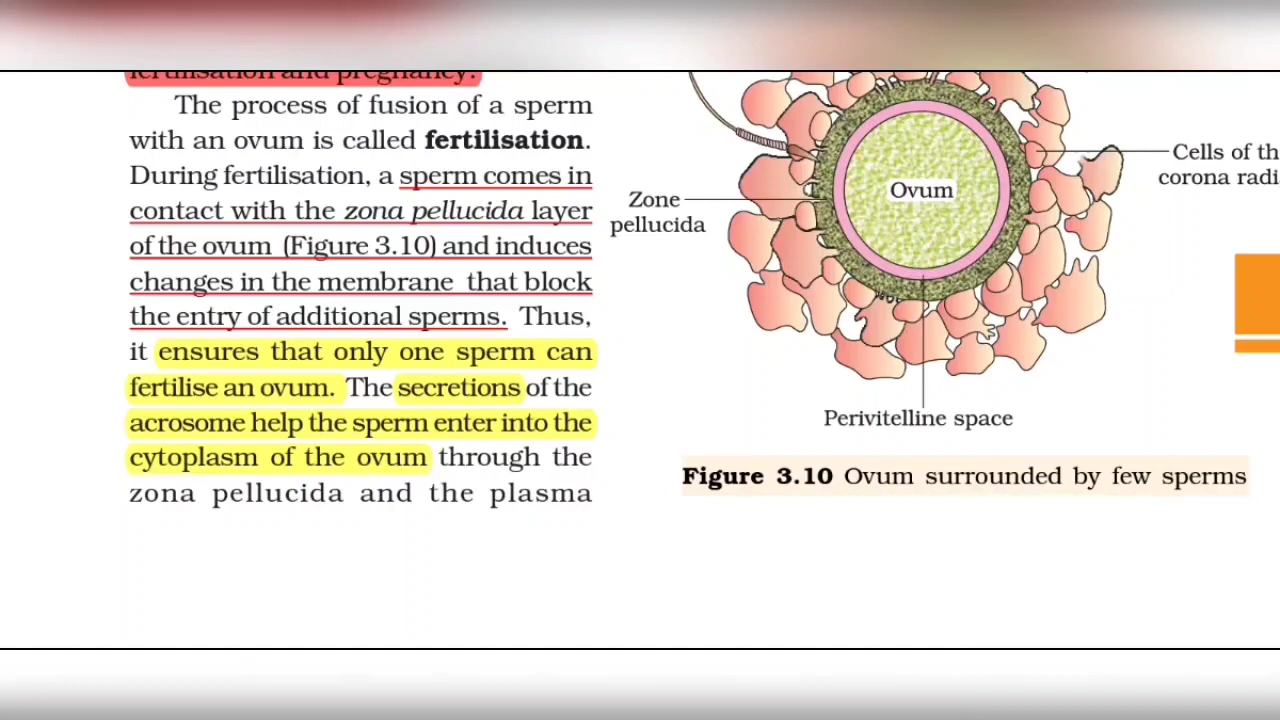 fertilisation and pregnancy.
The process of fusion of a sperm
with an ovum is called fertilisation.
During fertilisation, a sperm comes in
contact with the zona pellucida layer
of the ovum (Figure 3.10) and induces
changes in the membrane that block
the entry of additional sperms. Thus,
it ensures that only one sperm can
fertilise an ovum. The secretions of the
acrosome help the sperm enter into the
cytoplasm of the ovum through the
zona pellucida and the plasma
Ovum
Zone
pellucida
Cells of th
corona radi
Perivitelline space
Figure 3.10 Ovum surrounded by few sperms